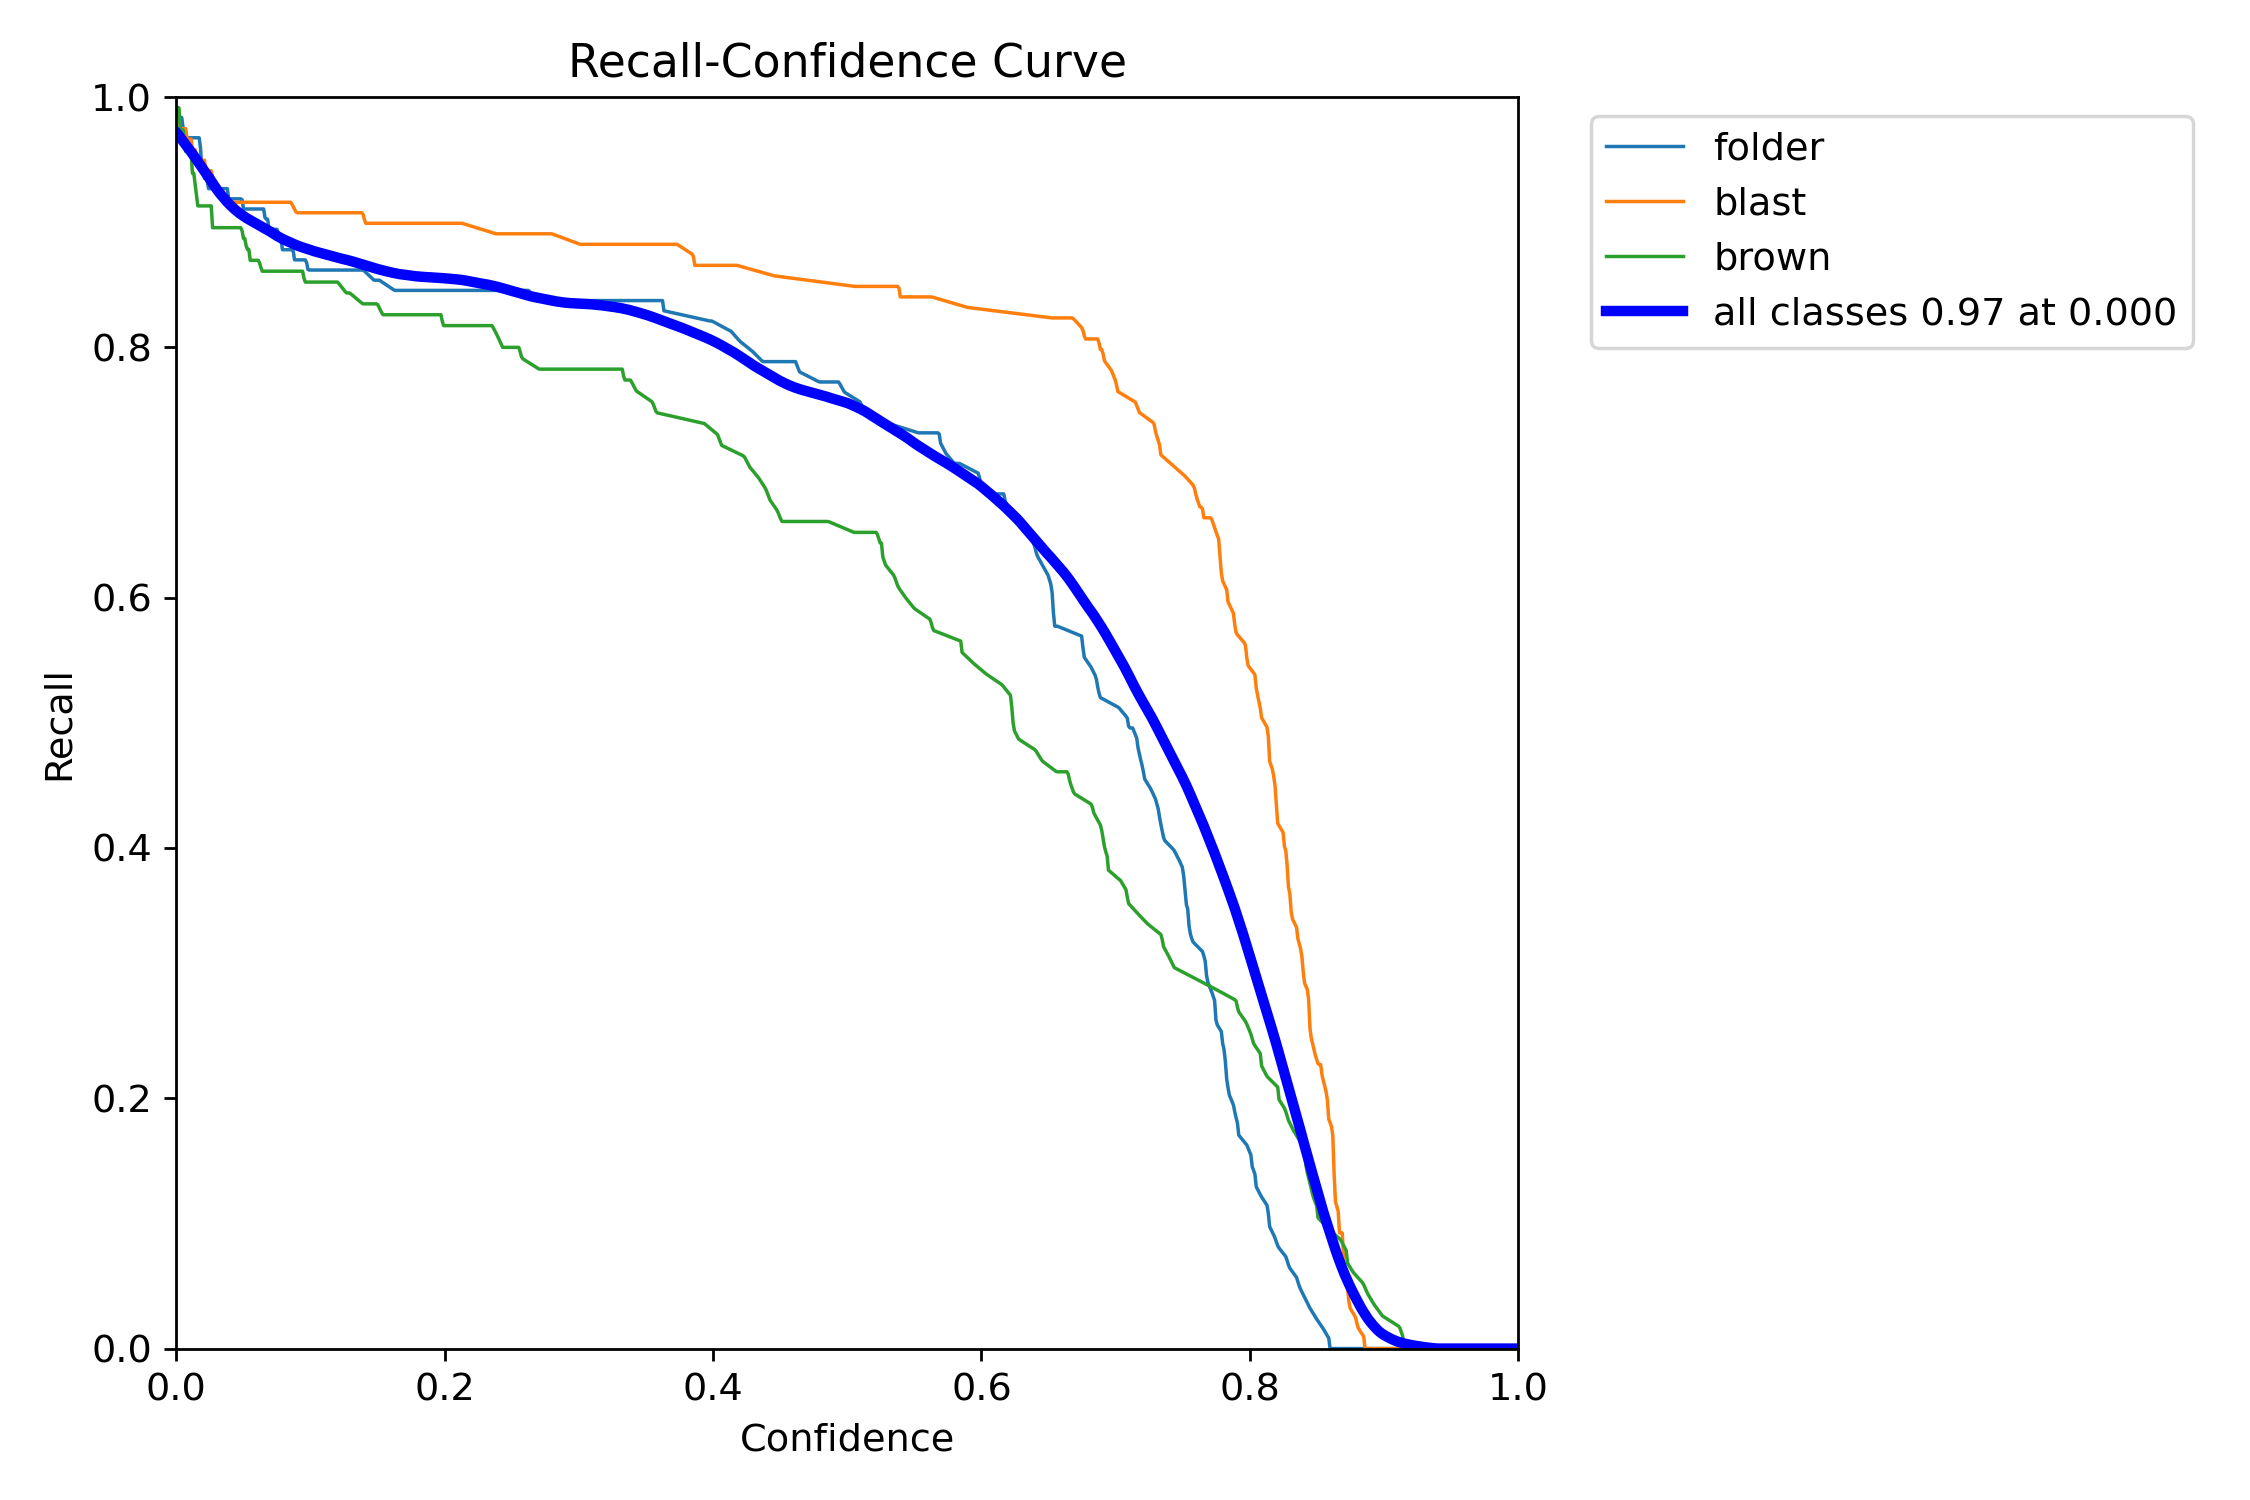 Recall-Confidence Curve
1.0
0.8
0.6
0.4
0.2
0.0
Recall
0.0 0.2 0.4 0.6 0.8 1.0
Confidence
folder
blast
brown
all classes 0.97 at 0.000